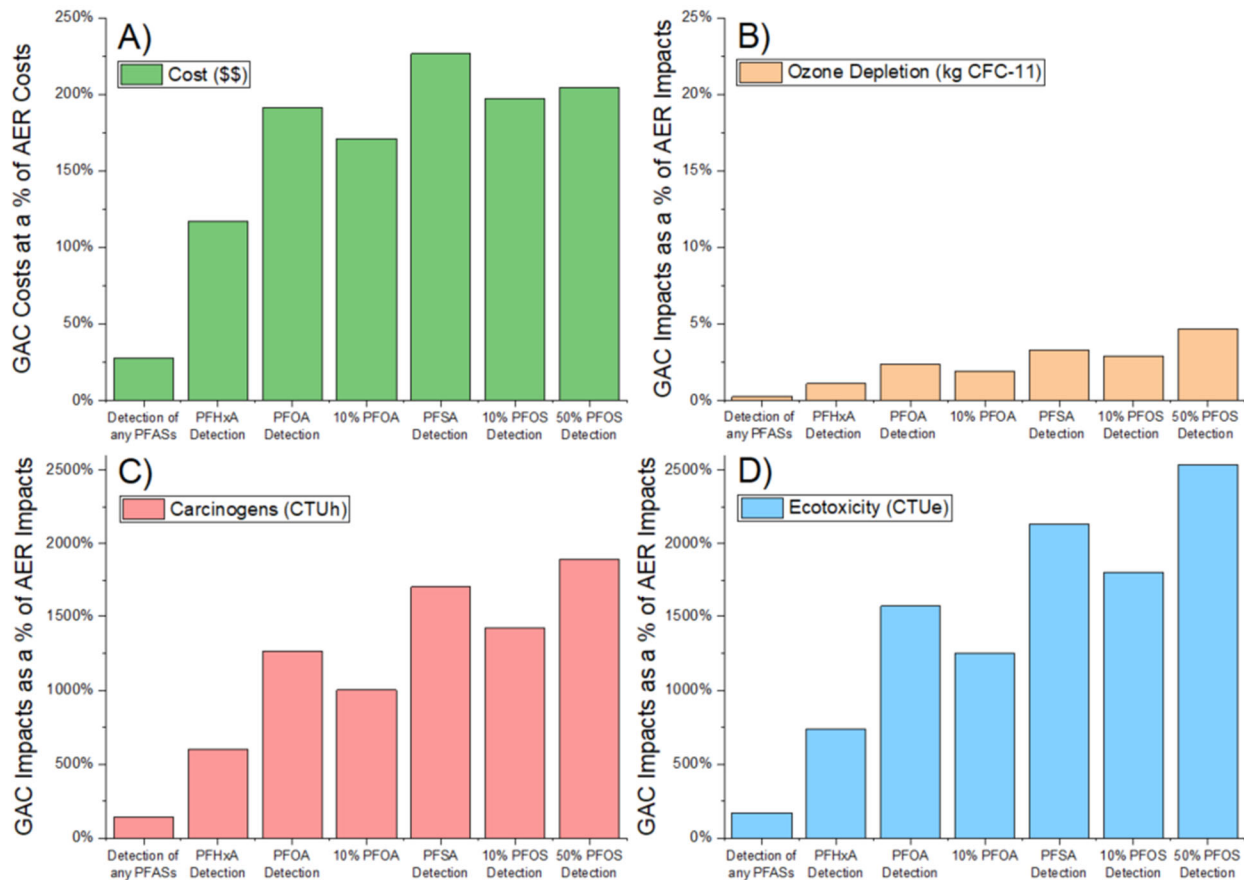 A)
Cost ($$)
GAC Costs at a % of AER Costs
250%
200%
150%
100%
50%
0%
Detection of any PFASs
PFHxA Detection
PFOA Detection
10% PFOA
PFSA Detection
10% PFOS Detection
50% PFOS Detection
B)
Ozone Depletion (kg CFC-11)
GAC Impacts as a % of AER Impacts
25%
20%
15%
10%
5%
0%
Detection of any PFASs
PFHxA Detection
PFOA Detection
10% PFOA
PFSA Detection
10% PFOS Detection
50% PFOS Detection
C)
Carcinogens (CTUh)
GAC Impacts as a % of AER Impacts
2500%
2000%
1500%
1000%
500%
0%
Detection of any PFASs
PFHxA Detection
PFOA Detection
10% PFOA
PFSA Detection
10% PFOS Detection
50% PFOS Detection
D)
Ecotoxicity (CTUe)
GAC Impacts as a % of AER Impacts
2500%
2000%
1500%
1000%
500%
0%
Detection of any PFASs
PFHxA Detection
PFOA Detection
10% PFOA
PFSA Detection
10% PFOS Detection
50% PFOS Detection